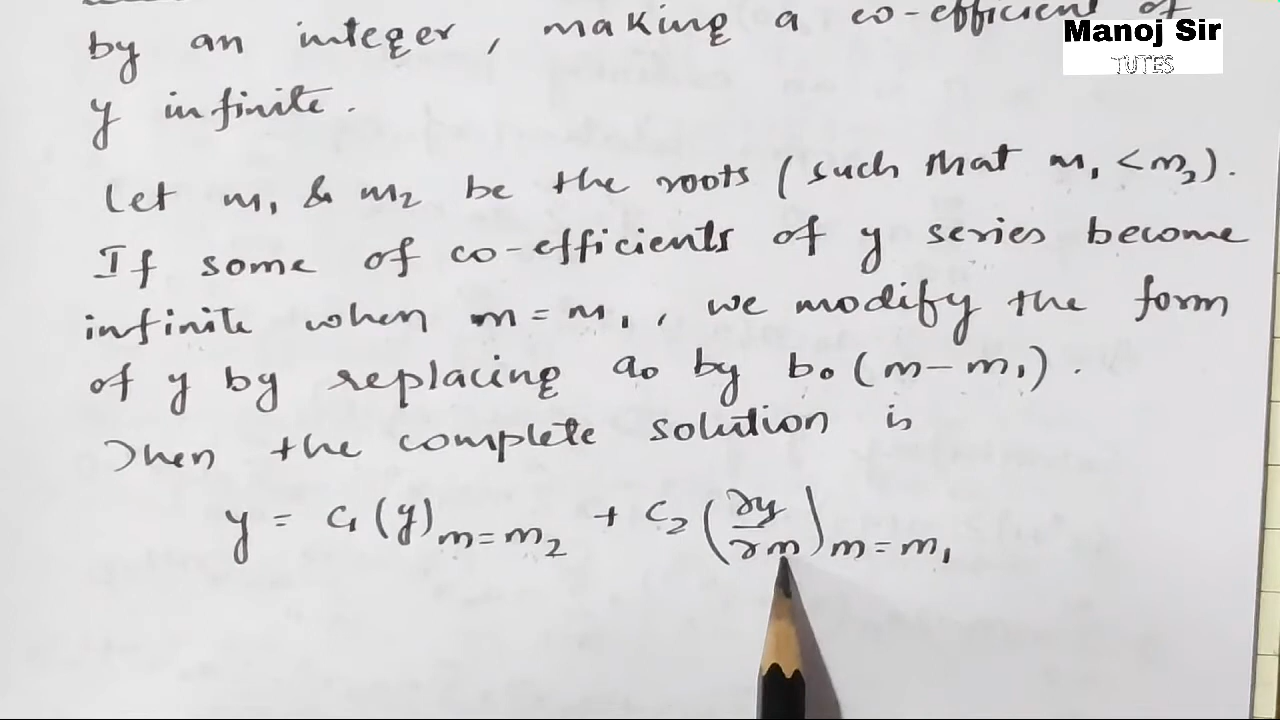 by an integer, making a co-efficient of
Manoj Sir
TUTES
y infinite.
Let m₁ & m₂ be the roots (such that m₁ < m₂).
If some of co-efficients of y series become
infinite when m = m₁, we modify the form
of y by replacing a₀ by b₀ (m - m₁).
Then the complete solution is
y = c₁ (y)ₘ₌ₘ₂ + c₂ (∂y/∂m)ₘ₌ₘ₁